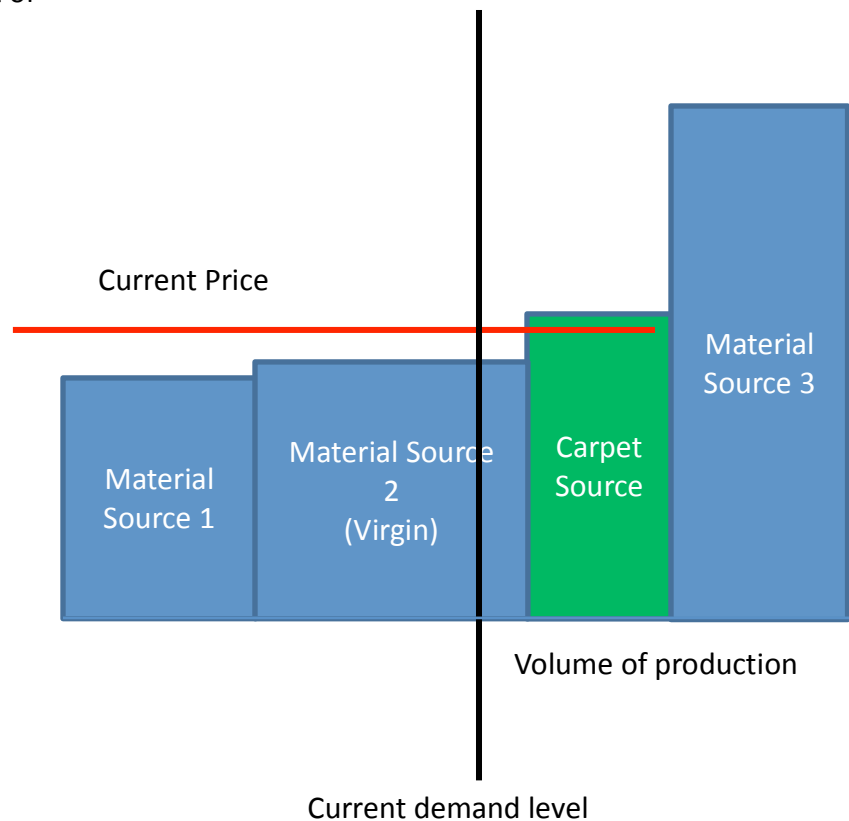 Current Price
Material
Source 3
Material Source
2
(Virgin)
Carpet
Source
Material
Source 1
Volume of production
Current demand level